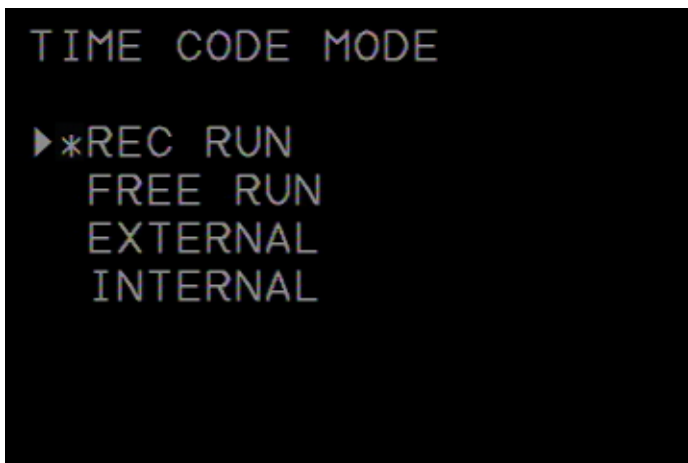 TIME CODE MODE
▶*REC RUN
FREE RUN
EXTERNAL
INTERNAL